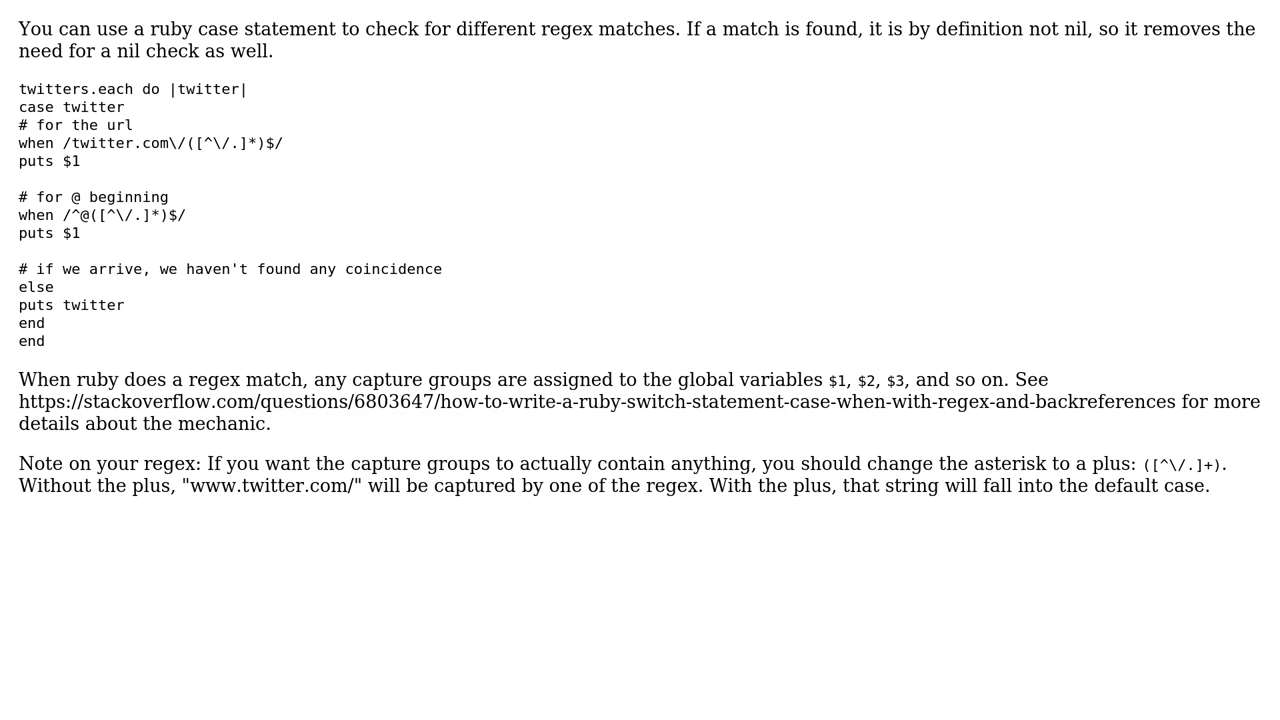 You can use a ruby case statement to check for different regex matches. If a match is found, it is by definition not nil, so it removes the
need for a nil check as well.
twitters.each do |twitter|
case twitter
# for the url
when /twitter.com\/([^\/.]*)$/
puts $1
# for @ beginning
when /^@([^\/.]*)$/
puts $1
# if we arrive, we haven't found any coincidence
else
puts twitter
end
end
When ruby does a regex match, any capture groups are assigned to the global variables $1, $2, $3, and so on. See
https://stackoverflow.com/questions/6803647/how-to-write-a-ruby-switch-statement-case-when-with-regex-and-backreferences for more
details about the mechanic.
Note on your regex: If you want the capture groups to actually contain anything, you should change the asterisk to a plus: ([^\/.]+).
Without the plus, "www.twitter.com/" will be captured by one of the regex. With the plus, that string will fall into the default case.